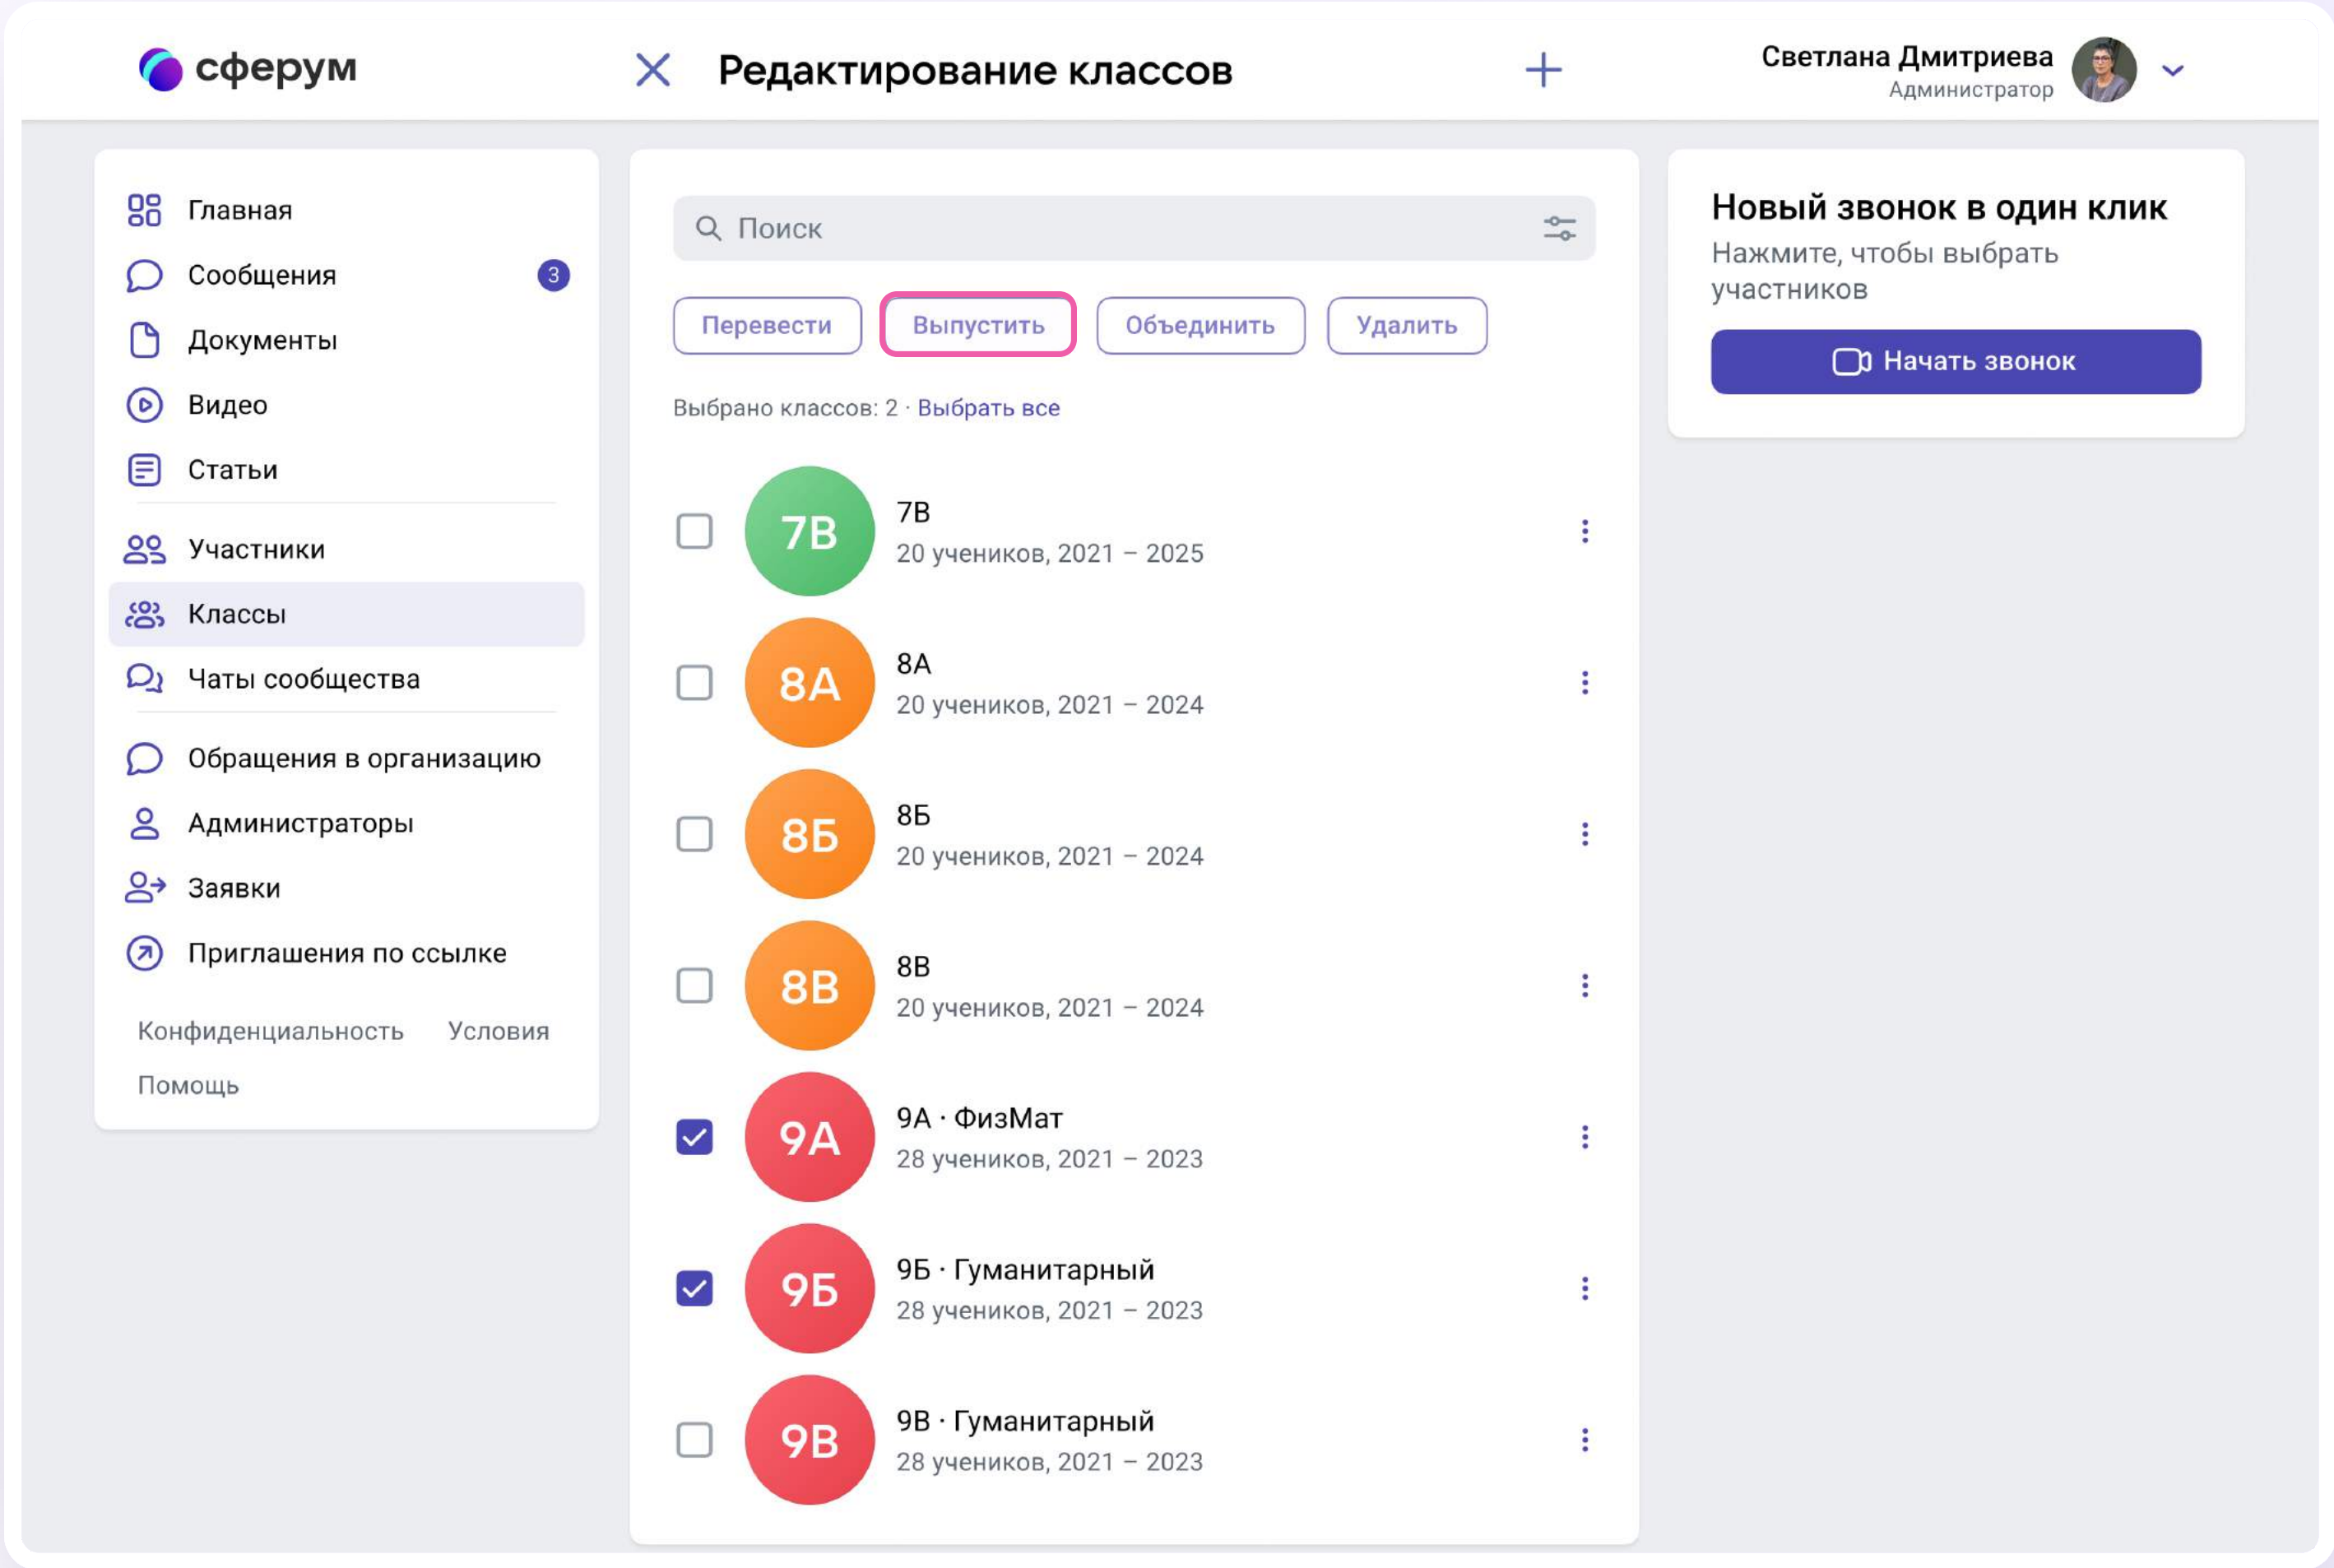 сферум
Редактирование классов
Светлана Дмитриева
Администратор
Главная
Сообщения
3
Документы
Видео
Статьи
Участники
Классы
Чаты сообщества
Обращения в организацию
Администраторы
Заявки
Приглашения по ссылке
Конфиденциальность Условия
Помощь
Поиск
Перевести Выпустить Объединить Удалить
Выбрано классов: 2 · Выбрать все
7В
7В
20 учеников, 2021 – 2025
8А
8А
20 учеников, 2021 – 2024
8Б
8Б
20 учеников, 2021 – 2024
8В
8В
20 учеников, 2021 – 2024
9А
9А · ФизМат
28 учеников, 2021 – 2023
9Б
9Б · Гуманитарный
28 учеников, 2021 – 2023
9В
9В · Гуманитарный
28 учеников, 2021 – 2023
Новый звонок в один клик
Нажмите, чтобы выбрать
участников
Начать звонок